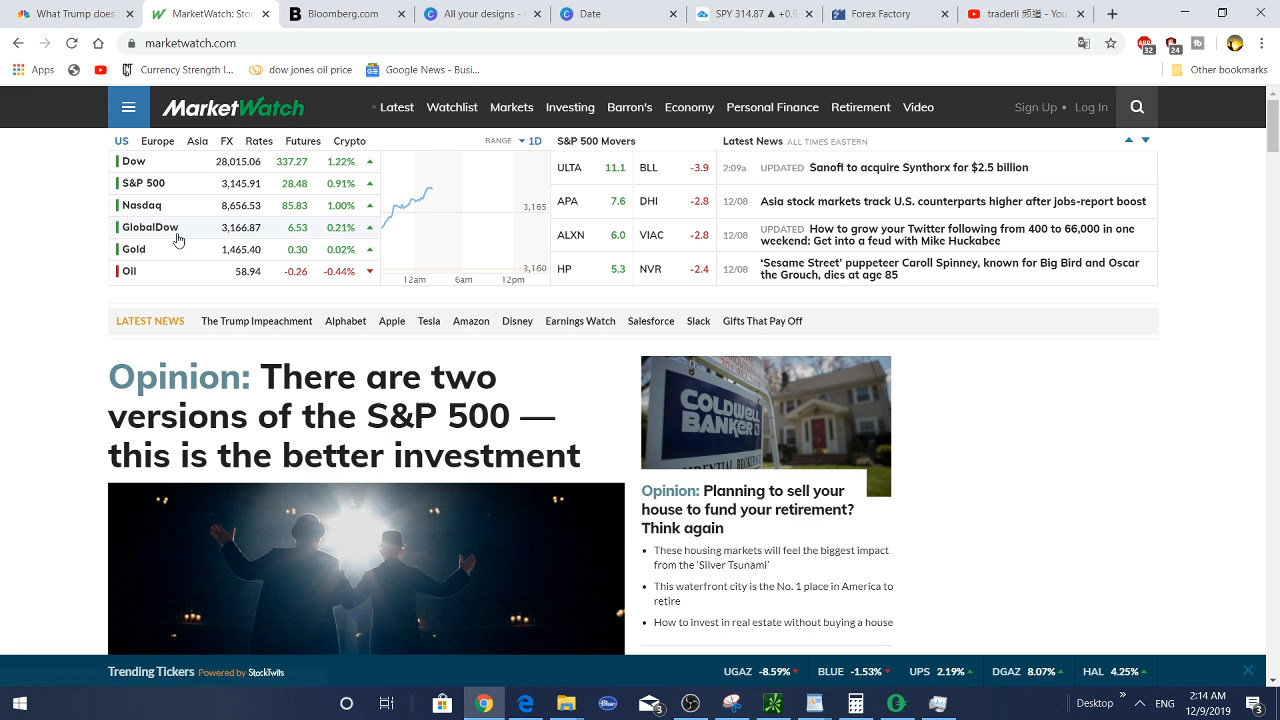 Watch Bloomberg US Live Str
MarketWatch: Stock M
Bloomberg.com
All your designs -
Date
SPY 314.87 ▲ +0.9
Forex Factory
traderli
marketwatch.com
32
24
Apps
Currency Strength I...
dow jones oil price
Google News - Busi...
Other bookmarks
MarketWatch
Latest Watchlist Markets Investing Barron's Economy Personal Finance Retirement Video
Sign Up • Log In
US Europe Asia FX Rates Futures Crypto
RANGE 1D
Dow 28,015.06 337.27 1.22%
S&P 500 3,145.91 28.48 0.91%
Nasdaq 8,656.53 85.83 1.00%
GlobalDow 3,166.87 6.53 0.21%
Gold 1,465.40 0.30 0.02%
Oil 58.94 -0.26 -0.44%
3,165
3,160
12am 6am 12pm
S&P 500 Movers
ULTA 11.1 BLL -3.9
APA 7.6 DHI -2.8
ALXN 6.0 VIAC -2.8
HP 5.3 NVR -2.4
Latest News ALL TIMES EASTERN
2:09a UPDATED Sanofi to acquire Synthorx for $2.5 billion
12/08 Asia stock markets track U.S. counterparts higher after jobs-report boost
12/08 UPDATED How to grow your Twitter following from 400 to 66,000 in one
weekend: Get into a feud with Mike Huckabee
12/08 ‘Sesame Street’ puppeteer Caroll Spinney, known for Big Bird and Oscar
the Grouch, dies at age 85
LATEST NEWS The Trump Impeachment Alphabet Apple Tesla Amazon Disney Earnings Watch Salesforce Slack Gifts That Pay Off
Opinion: There are two
versions of the S&P 500 —
this is the better investment
COLDWELL
BANKER
Opinion: Planning to sell your
house to fund your retirement?
Think again
• These housing markets will feel the biggest impact
from the ‘Silver Tsunami’
• This waterfront city is the No. 1 place in America to
retire
• How to invest in real estate without buying a house
Trending Tickers Powered by StockTwits
UGAZ -8.59% BLUE -1.53% UPS 2.19% DGAZ 8.07% HAL 4.25%
3
Desktop
ENG
2:14 AM
12/9/2019
3